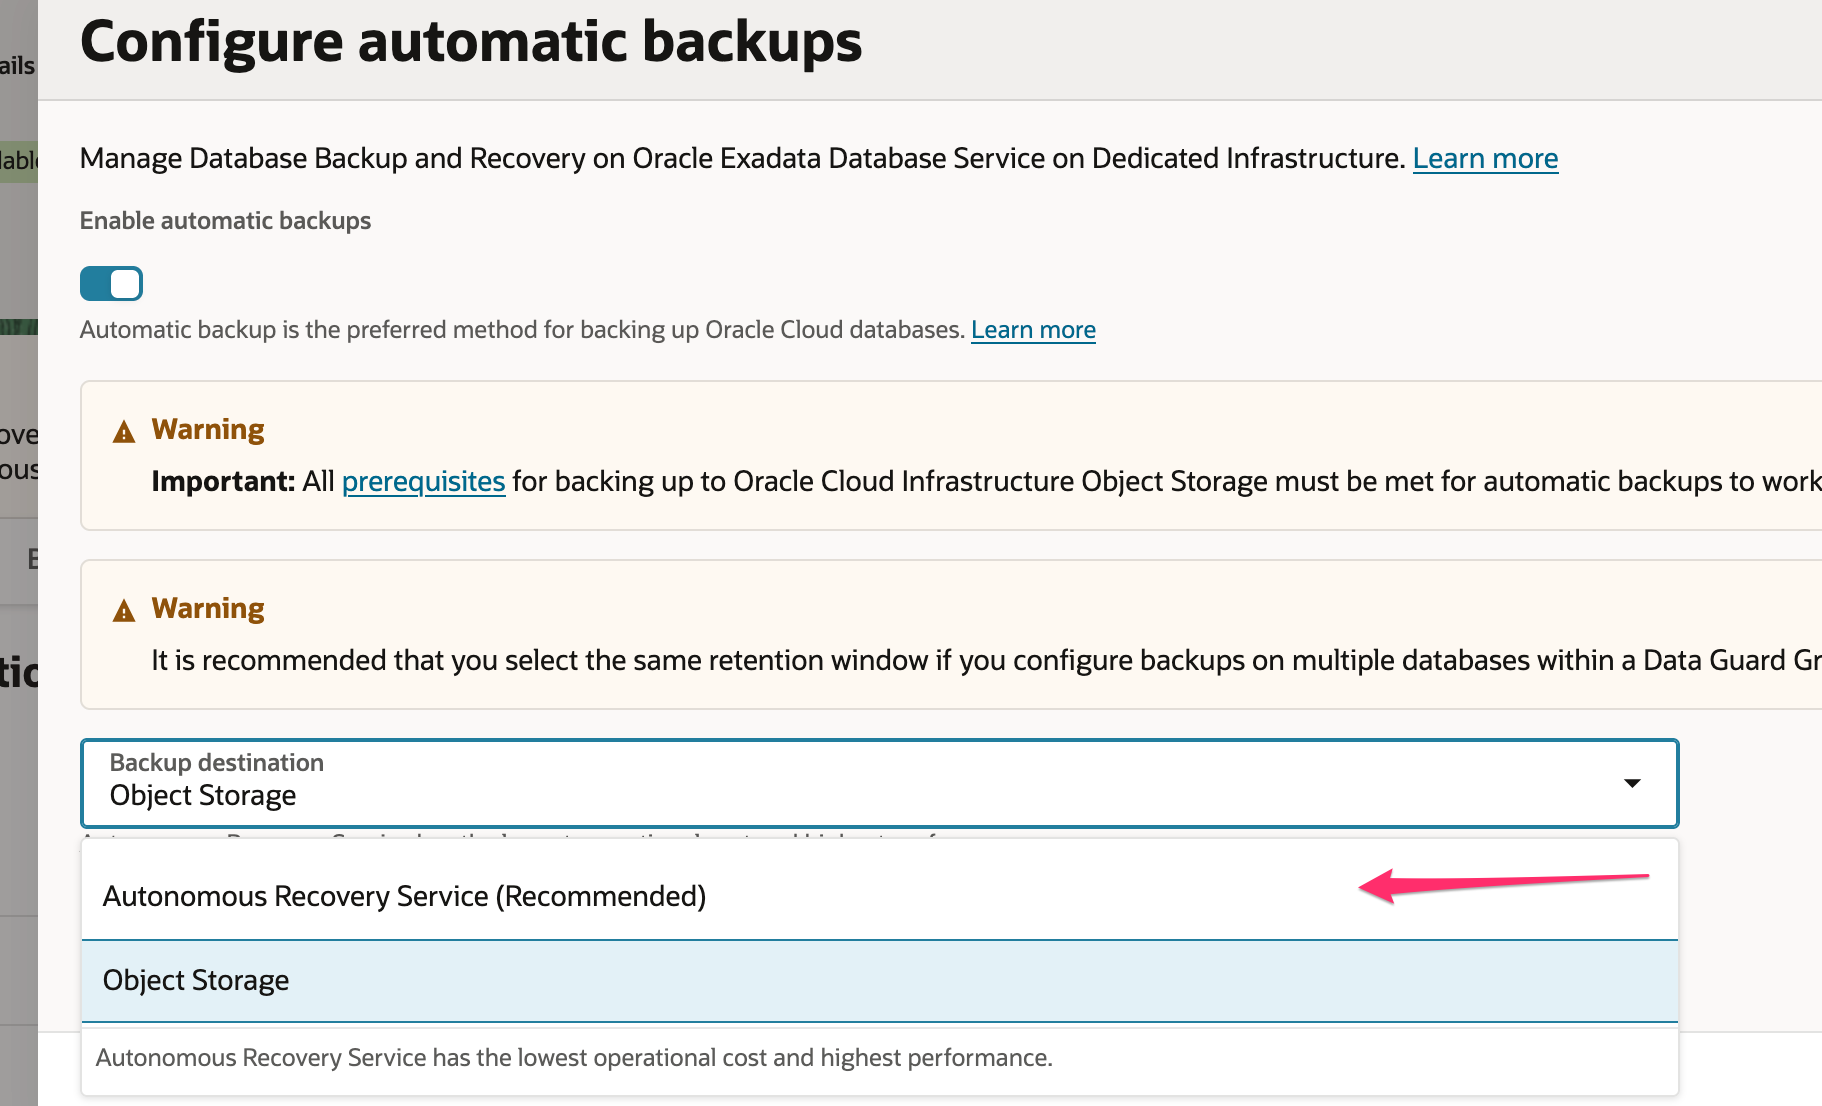 Configure automatic backups
ails
Manage Database Backup and Recovery on Oracle Exadata Database Service on Dedicated Infrastructure. Learn more
Enable automatic backups
Automatic backup is the preferred method for backing up Oracle Cloud databases. Learn more
Warning
Important: All prerequisites for backing up to Oracle Cloud Infrastructure Object Storage must be met for automatic backups to work
ove
ous
Warning
It is recommended that you select the same retention window if you configure backups on multiple databases within a Data Guard Gr
tic
Backup destination
Object Storage
Autonomous Recovery Service (Recommended)
Object Storage
Autonomous Recovery Service has the lowest operational cost and highest performance.